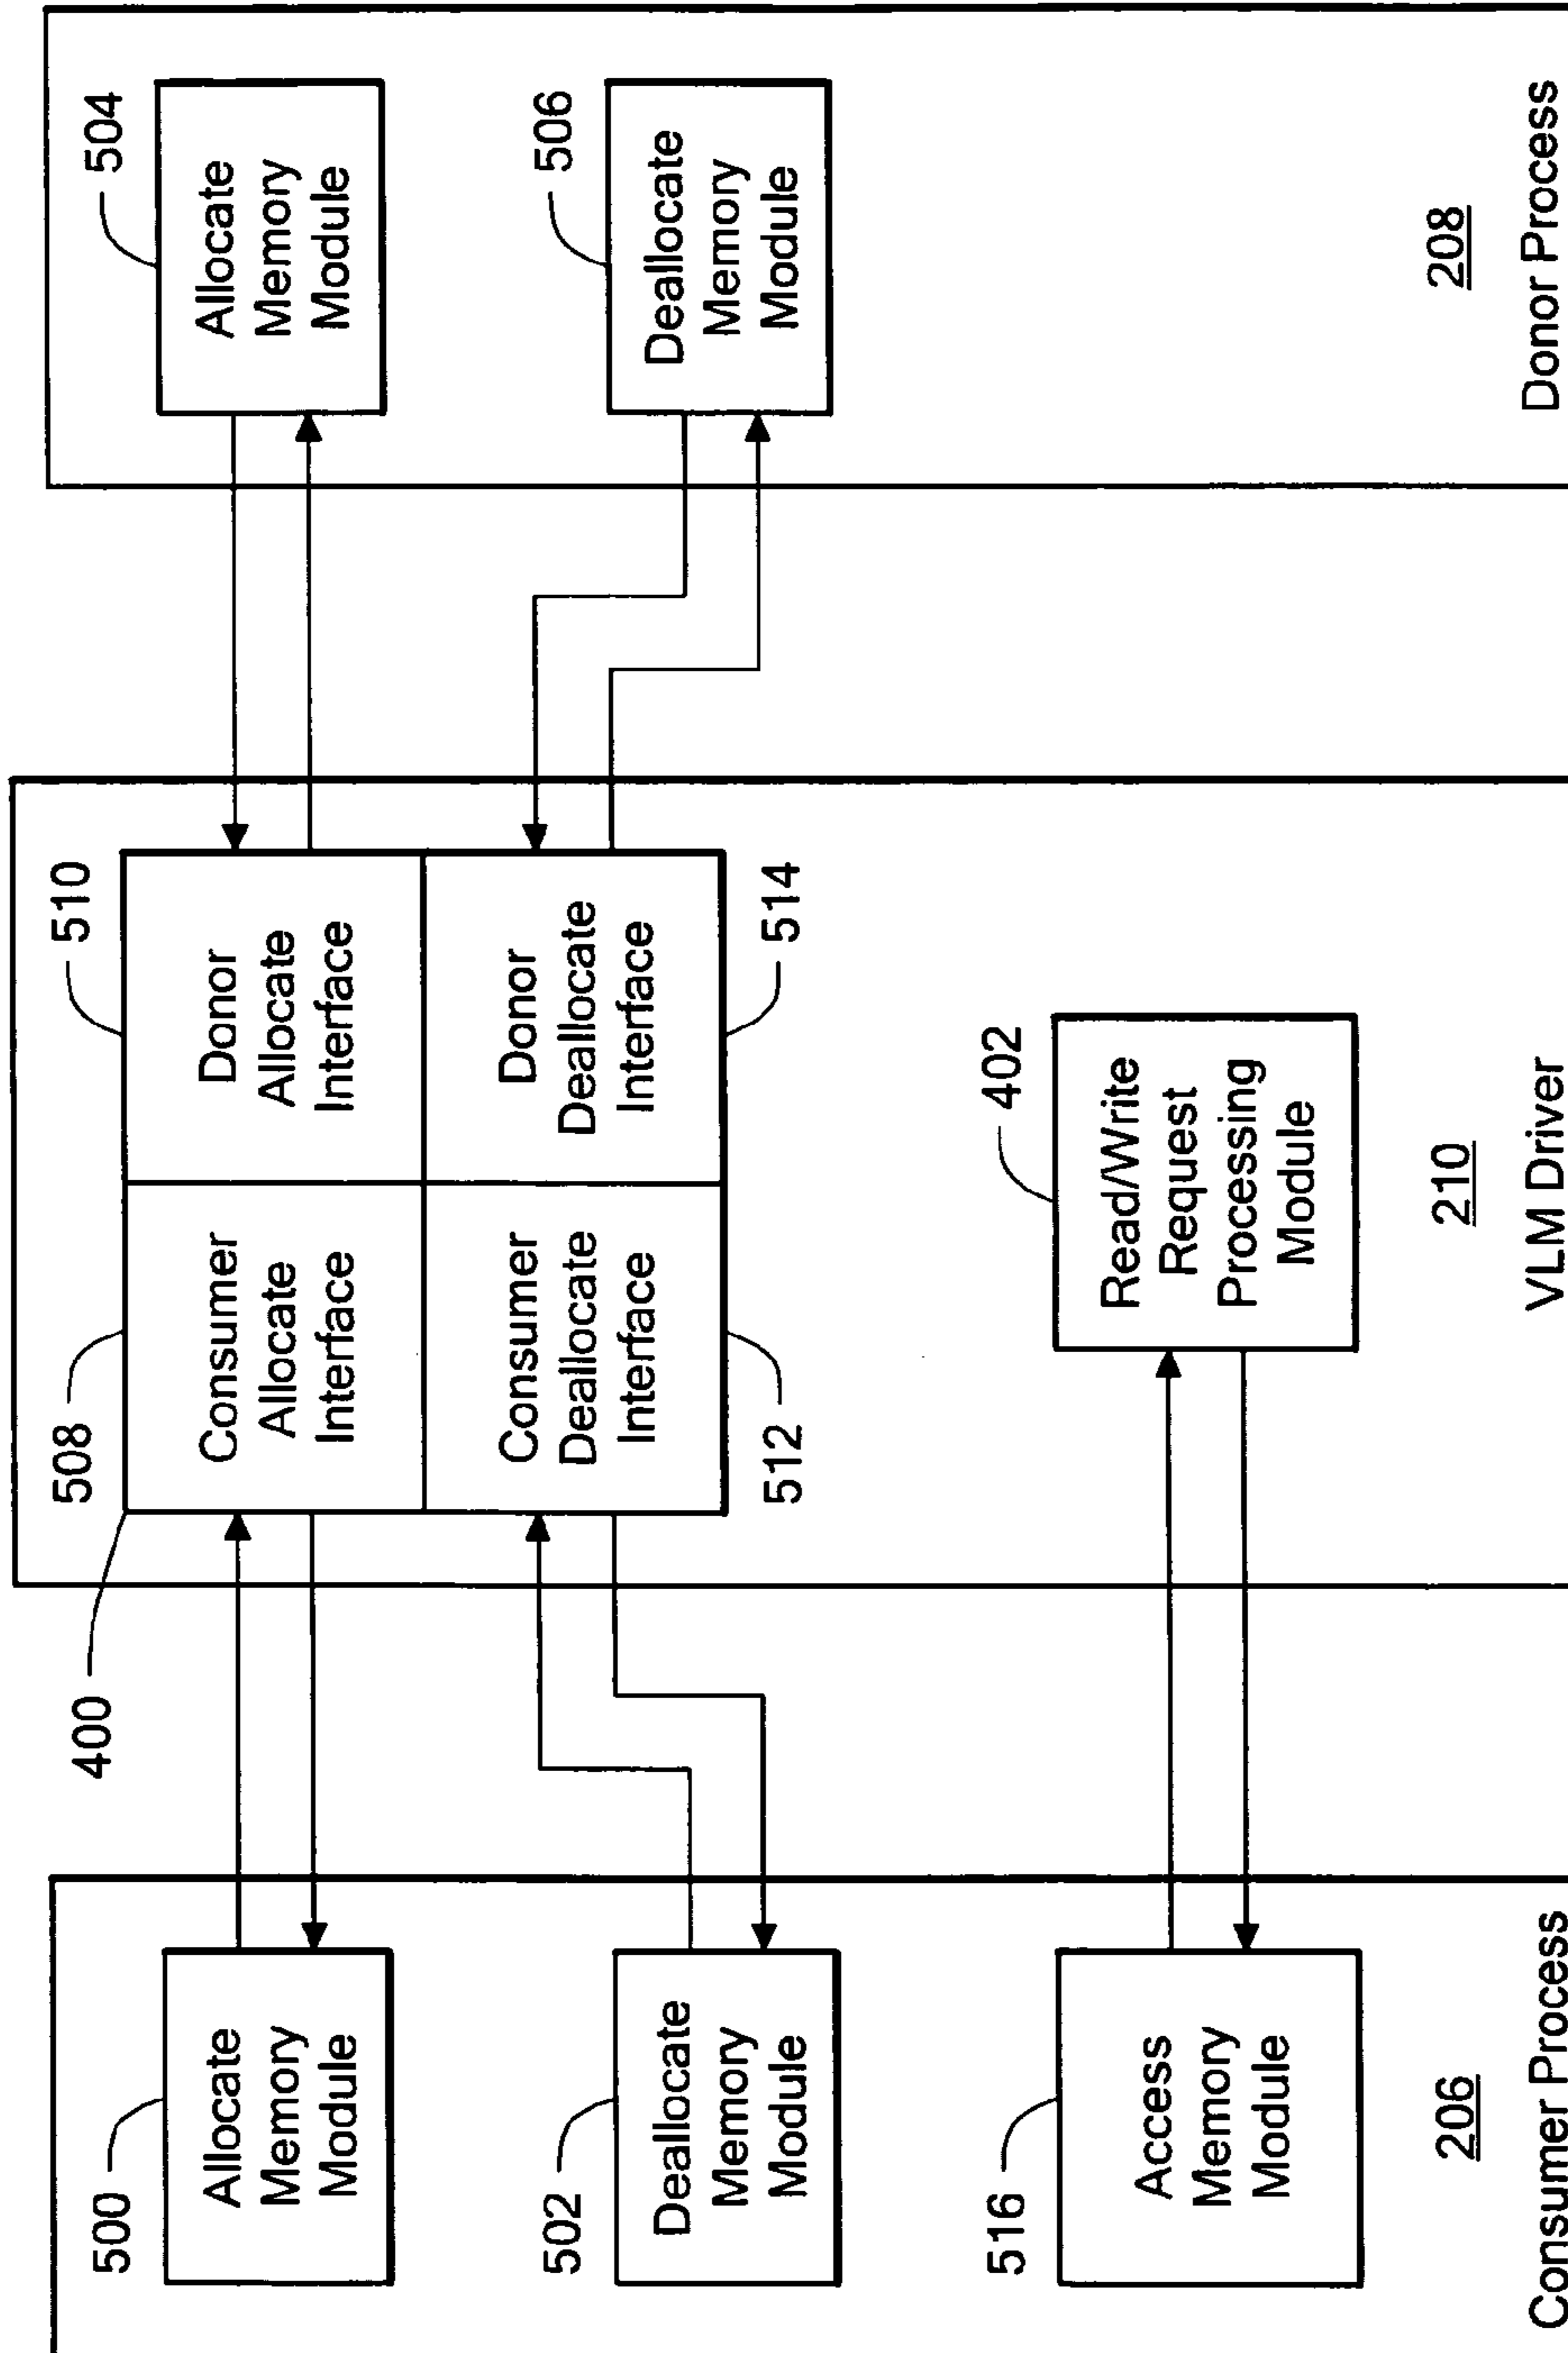 500
Allocate
Memory
Module
502
Deallocate
Memory
Module
516
Access
Memory
Module
206
Consumer Process
400
508
Consumer
Allocate
Interface
510
Donor
Allocate
Interface
Consumer
Deallocate
Interface
512
Donor
Deallocate
Interface
514
402
Read/Write
Request
Processing
Module
210
VLM Driver
504
Allocate
Memory
Module
506
Deallocate
Memory
Module
208
Donor Process